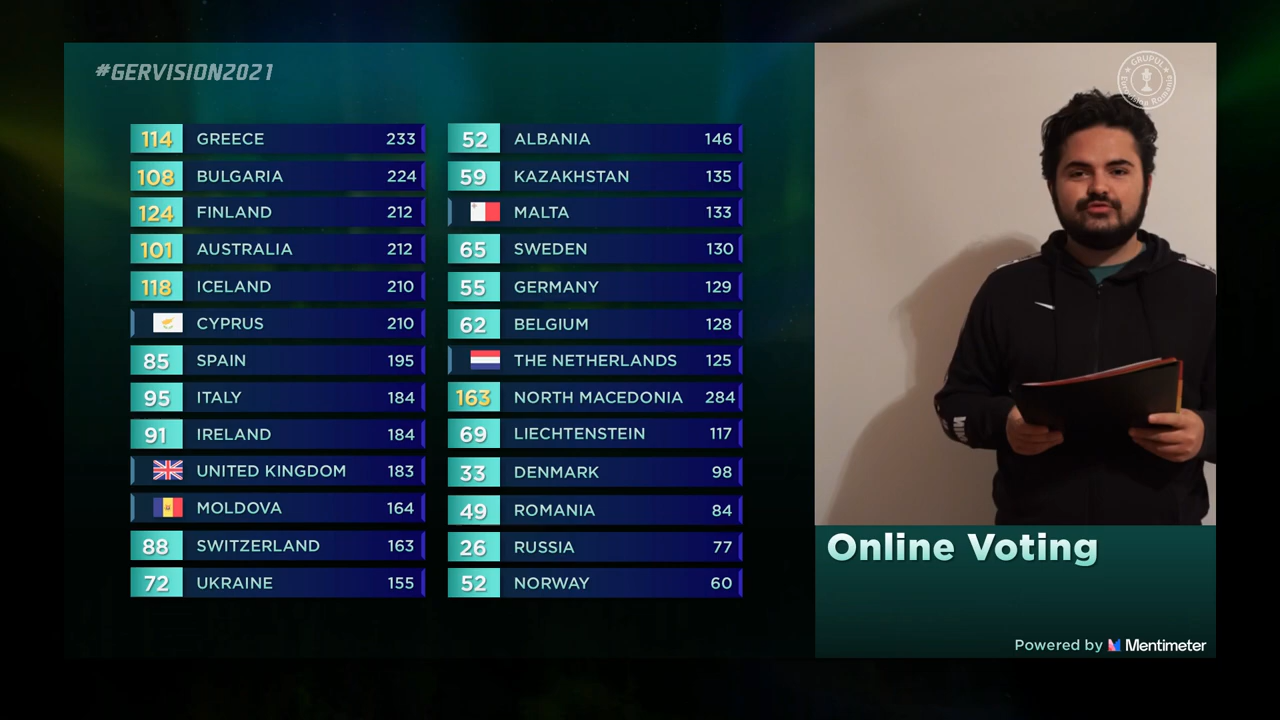 #GERVISION2021
114 GREECE 233
108 BULGARIA 224
124 FINLAND 212
101 AUSTRALIA 212
118 ICELAND 210
CYPRUS 210
85 SPAIN 195
95 ITALY 184
91 IRELAND 184
UNITED KINGDOM 183
MOLDOVA 164
88 SWITZERLAND 163
72 UKRAINE 155
52 ALBANIA 146
59 KAZAKHSTAN 135
MALTA 133
65 SWEDEN 130
55 GERMANY 129
62 BELGIUM 128
THE NETHERLANDS 125
163 NORTH MACEDONIA 284
69 LIECHTENSTEIN 117
33 DENMARK 98
49 ROMANIA 84
26 RUSSIA 77
52 NORWAY 60
GRUPUL
Romania
Online Voting
Powered by Mentimeter